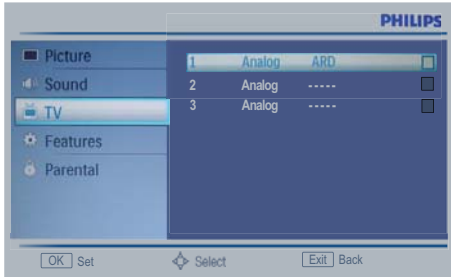 PHILIPS
Picture
Sound
TV
Features
Parental
1 Analog ARD
2 Analog -----
3 Analog -----
OK Set
Select
Exit Back